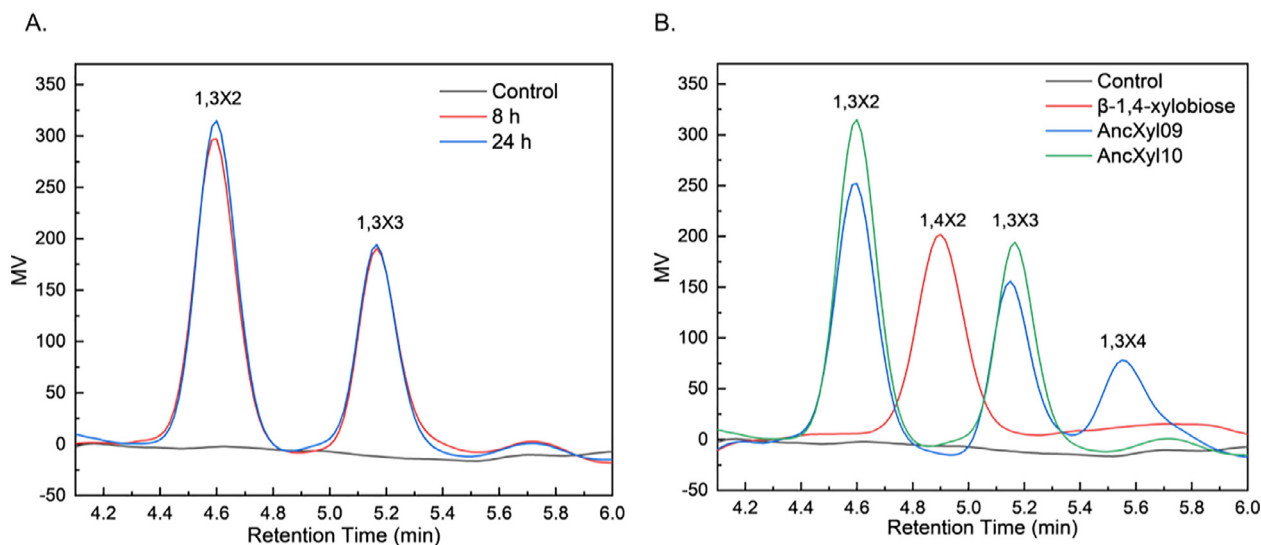 A.
1,3X2
1,3X3
Control
8 h
24 h
350
300
250
200
150
100
50
0
-50
MV
4.2 4.4 4.6 4.8 5.0 5.2 5.4 5.6 5.8 6.0
Retention Time (min)
B.
1,3X2
1,4X2
1,3X3
1,3X4
Control
β-1,4-xylobiose
AncXyl09
AncXyl10
350
300
250
200
150
100
50
0
-50
MV
4.2 4.4 4.6 4.8 5.0 5.2 5.4 5.6 5.8 6.0
Retention Time (min)